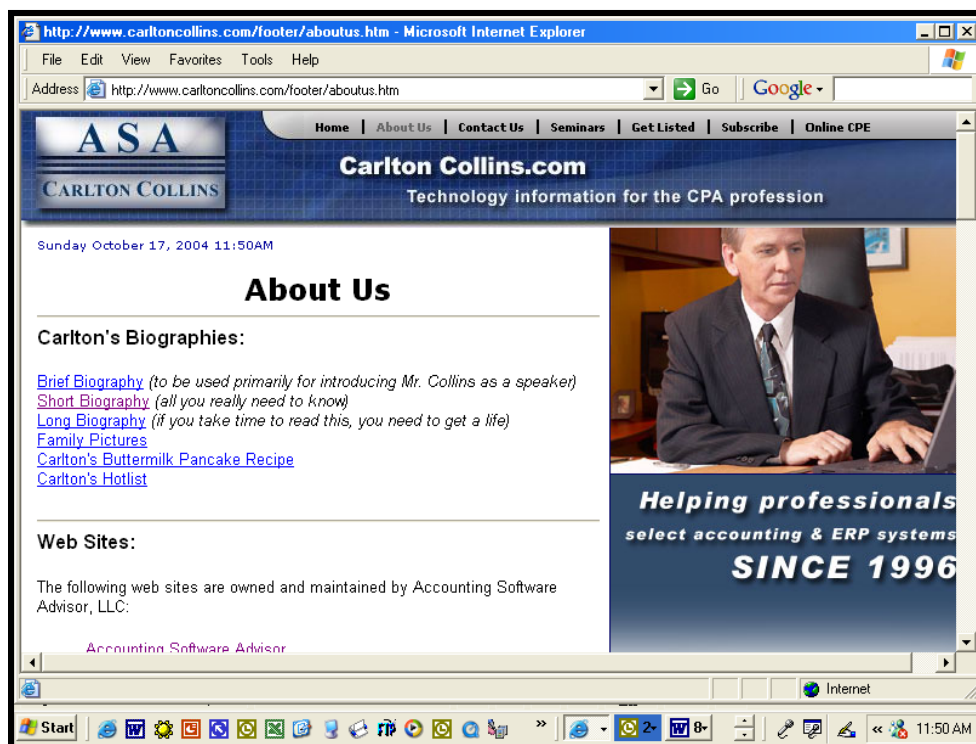 http://www.carltoncollins.com/footer/aboutus.htm - Microsoft Internet Explorer
File Edit View Favorites Tools Help
Address http://www.carltoncollins.com/footer/aboutus.htm Go Google
ASA
CARLTON COLLINS
Home | About Us | Contact Us | Seminars | Get Listed | Subscribe | Online CPE
Carlton Collins.com
Technology information for the CPA profession
Sunday October 17, 2004 11:50AM
About Us
Carlton's Biographies:
Brief Biography (to be used primarily for introducing Mr. Collins as a speaker)
Short Biography (all you really need to know)
Long Biography (if you take time to read this, you need to get a life)
Family Pictures
Carlton's Buttermilk Pancake Recipe
Carlton's Hotlist
Web Sites:
The following web sites are owned and maintained by Accounting Software
Advisor, LLC:
Accounting Software Advisor
Helping professionals
select accounting & ERP systems
SINCE 1996
Internet
Start 2 8 11:50 AM